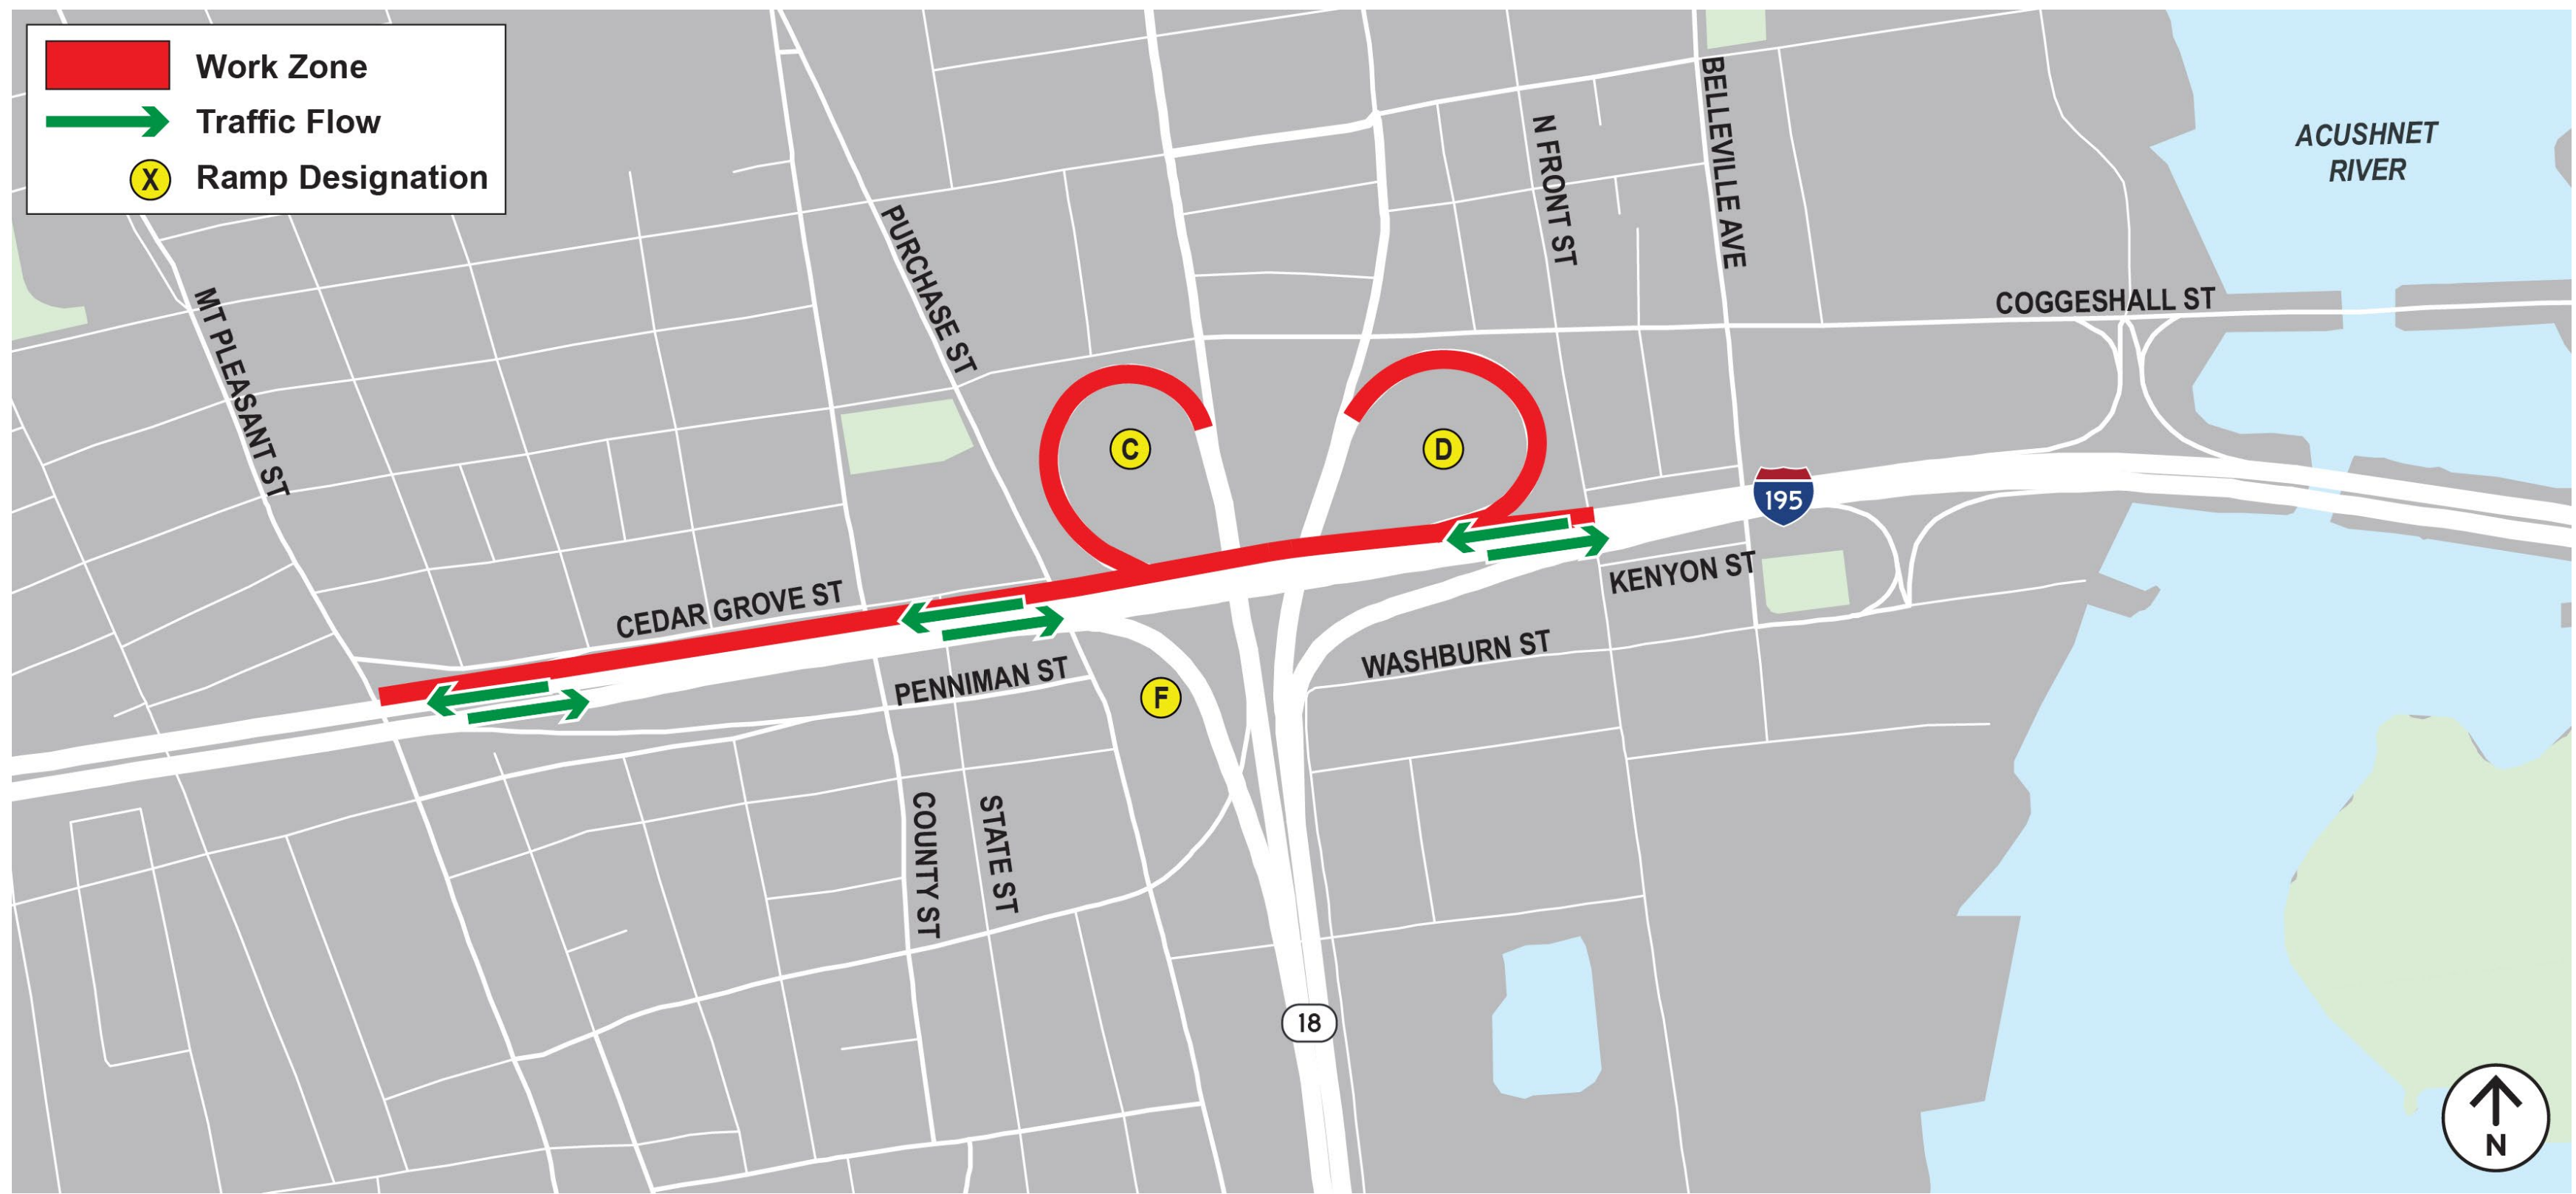 Work Zone
Traffic Flow
X
Ramp Designation
BELLEVILLE AVE
N FRONT ST
ACUSHNET
RIVER
PURCHASE ST
MT PLEASANT ST
COGGESHALL ST
C
D
195
CEDAR GROVE ST
KENYON ST
WASHBURN ST
PENNIMAN ST
F
COUNTY ST
STATE ST
18
N